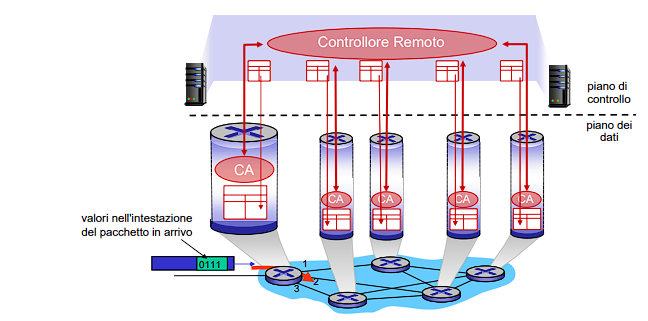 Controllore Remoto
piano di
controllo
piano dei
dati
CA
CA
CA
CA
CA
valori nell'intestazione
del pacchetto in arrivo
0111
1
2
3